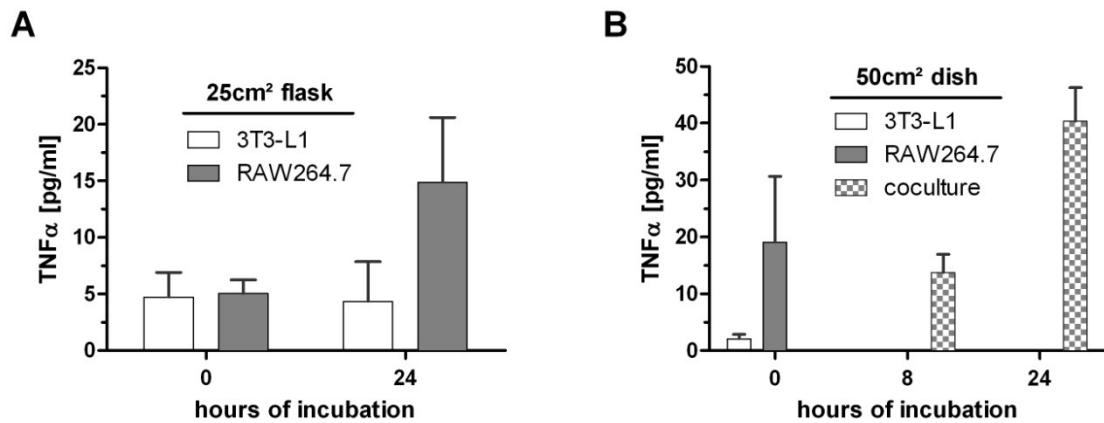 A
25
20
15
10
5
0
TNFα [pg/ml]
25cm² flask
3T3-L1
RAW264.7
0
24
hours of incubation
B
50
40
30
20
10
0
TNFα [pg/ml]
50cm² dish
3T3-L1
RAW264.7
coculture
0
8
24
hours of incubation